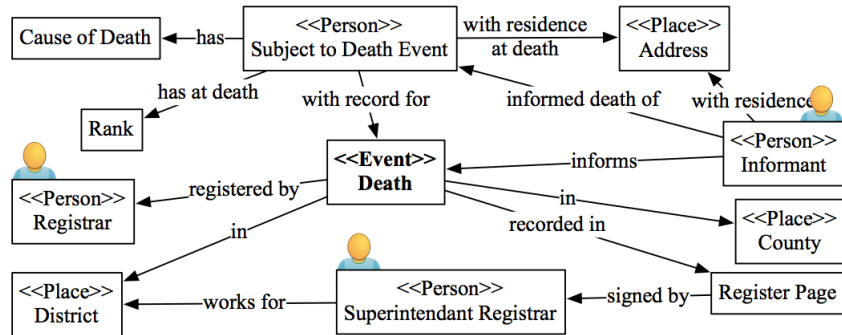 <<Person>>
Subject to Death Event
<<Place>>
Address
Cause of Death
has
with residence
at death
has at death
with record for
informed death of
with residence
Rank
<<Person>>
Informant
<<Event>>
Death
informs
<<Person>>
Registrar
registered by
in
recorded in
<<Place>>
County
in
<<Place>>
District
works for
<<Person>>
Superintendant Registrar
signed by
Register Page